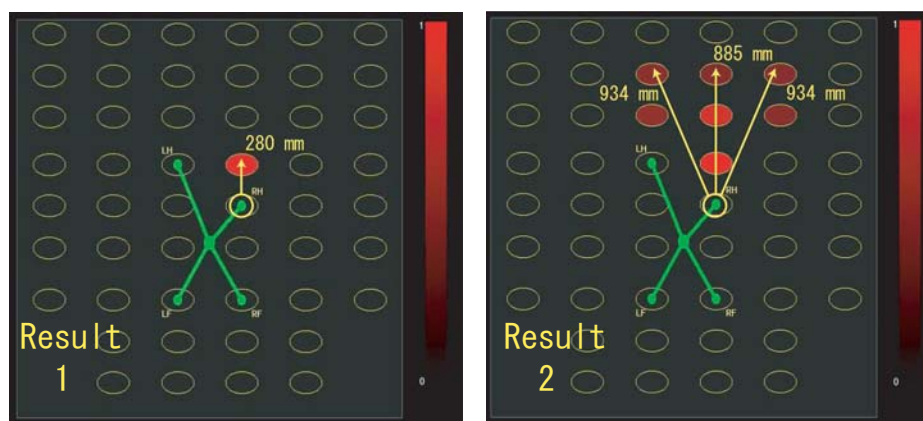 1
280 mm
LH
RH
LF
RF
Result
1
0
1
885 mm
934 mm
934 mm
LH
RH
LF
RF
Result
2
0